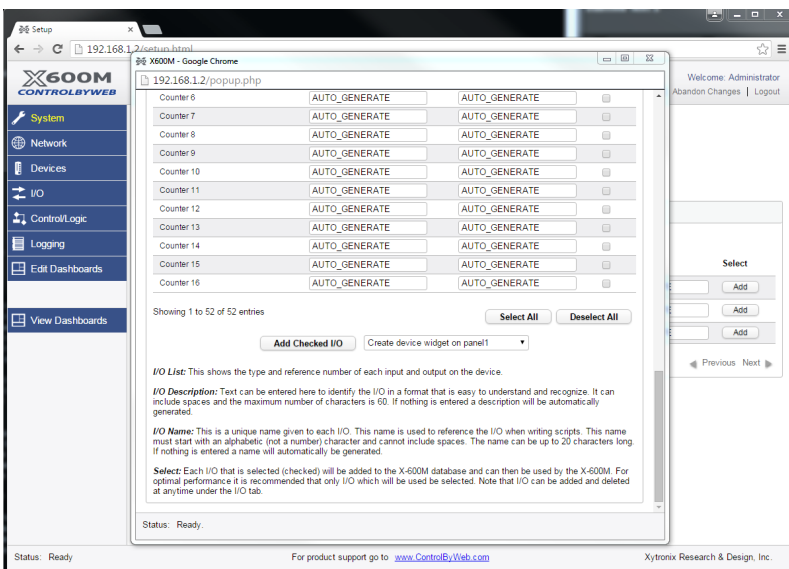 Setup
192.168.1.2/setup.html
X600M - Google Chrome
192.168.1.2/popup.php
X600M
CONTROLBYWEB
Welcome: Administrator
Abandon Changes | Logout
System
Network
Devices
I/O
Control/Logic
Logging
Edit Dashboards
View Dashboards
Counter 6 AUTO_GENERATE AUTO_GENERATE
Counter 7 AUTO_GENERATE AUTO_GENERATE
Counter 8 AUTO_GENERATE AUTO_GENERATE
Counter 9 AUTO_GENERATE AUTO_GENERATE
Counter 10 AUTO_GENERATE AUTO_GENERATE
Counter 11 AUTO_GENERATE AUTO_GENERATE
Counter 12 AUTO_GENERATE AUTO_GENERATE
Counter 13 AUTO_GENERATE AUTO_GENERATE
Counter 14 AUTO_GENERATE AUTO_GENERATE
Counter 15 AUTO_GENERATE AUTO_GENERATE
Counter 16 AUTO_GENERATE AUTO_GENERATE
Showing 1 to 52 of 52 entries
Select All Deselect All
Add Checked I/O Create device widget on panel1
I/O List: This shows the type and reference number of each input and output on the device.
I/O Description: Text can be entered here to identify the I/O in a format that is easy to understand and recognize. It can
include spaces and the maximum number of characters is 60. If nothing is entered a description will be automatically
generated.
I/O Name: This is a unique name given to each I/O. This name is used to reference the I/O when writing scripts. This name
must start with an alphabetic (not a number) character and cannot include spaces. The name can be up to 20 characters long.
If nothing is entered a name will automatically be generated.
Select: Each I/O that is selected (checked) will be added to the X-600M database and can then be used by the X-600M. For
optimal performance it is recommended that only I/O which will be used be selected. Note that I/O can be added and deleted
at anytime under the I/O tab.
Status: Ready.
Select
Add
Add
Add
Previous Next
Status: Ready
For product support go to www.ControlByWeb.com
Xytronix Research & Design, Inc.